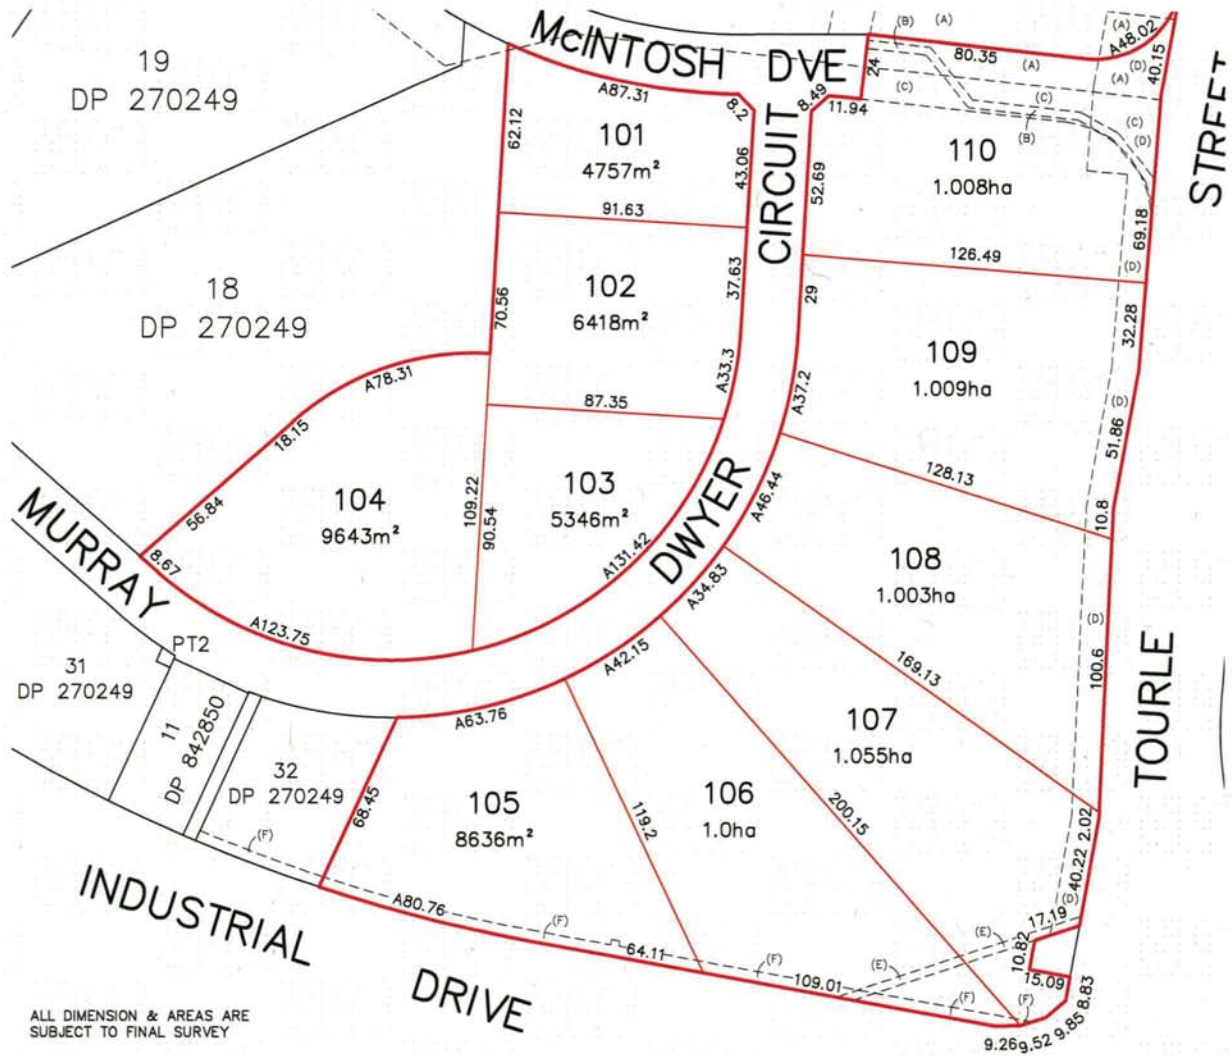 McINTOSH DVE
(B)
(A)
80.35
(A)
A48.02
(A)
(D)
40.15
(A)
19
DP 270249
24
(C)
(C)
(B)
(C)
(D)
STREET
A87.31
8.2
8.49
11.94
62.12
101
4757m²
43.06
CIRCUIT
52.69
110
1.008ha
69.18
91.63
126.49
(D)
18
DP 270249
70.56
102
6418m²
37.63
29
32.28
A33.3
A37.2
109
1.009ha
(D)
51.86
A78.31
87.35
18.15
128.13
10.8
104
9643m²
56.84
109.22
90.54
103
5346m²
A131.42
DWYER
A46.44
108
1.003ha
MURRAY
8.67
A34.83
(D)
100.6
TOURLE
A123.75
PT2
31
DP 270249
A42.15
169.13
11
DP 842850
A63.76
107
1.055ha
32
DP 270249
68.45
105
8636m²
119.2
106
1.0ha
200.15
2.02
(F)
40.22
(D)
INDUSTRIAL DRIVE
A80.76
(F)
64.11
(F)
109.01
(E)
(E)
17.19
10.82
15.09
(F)
(F)
8.83
9.85
9.52
9.26
ALL DIMENSION & AREAS ARE
SUBJECT TO FINAL SURVEY